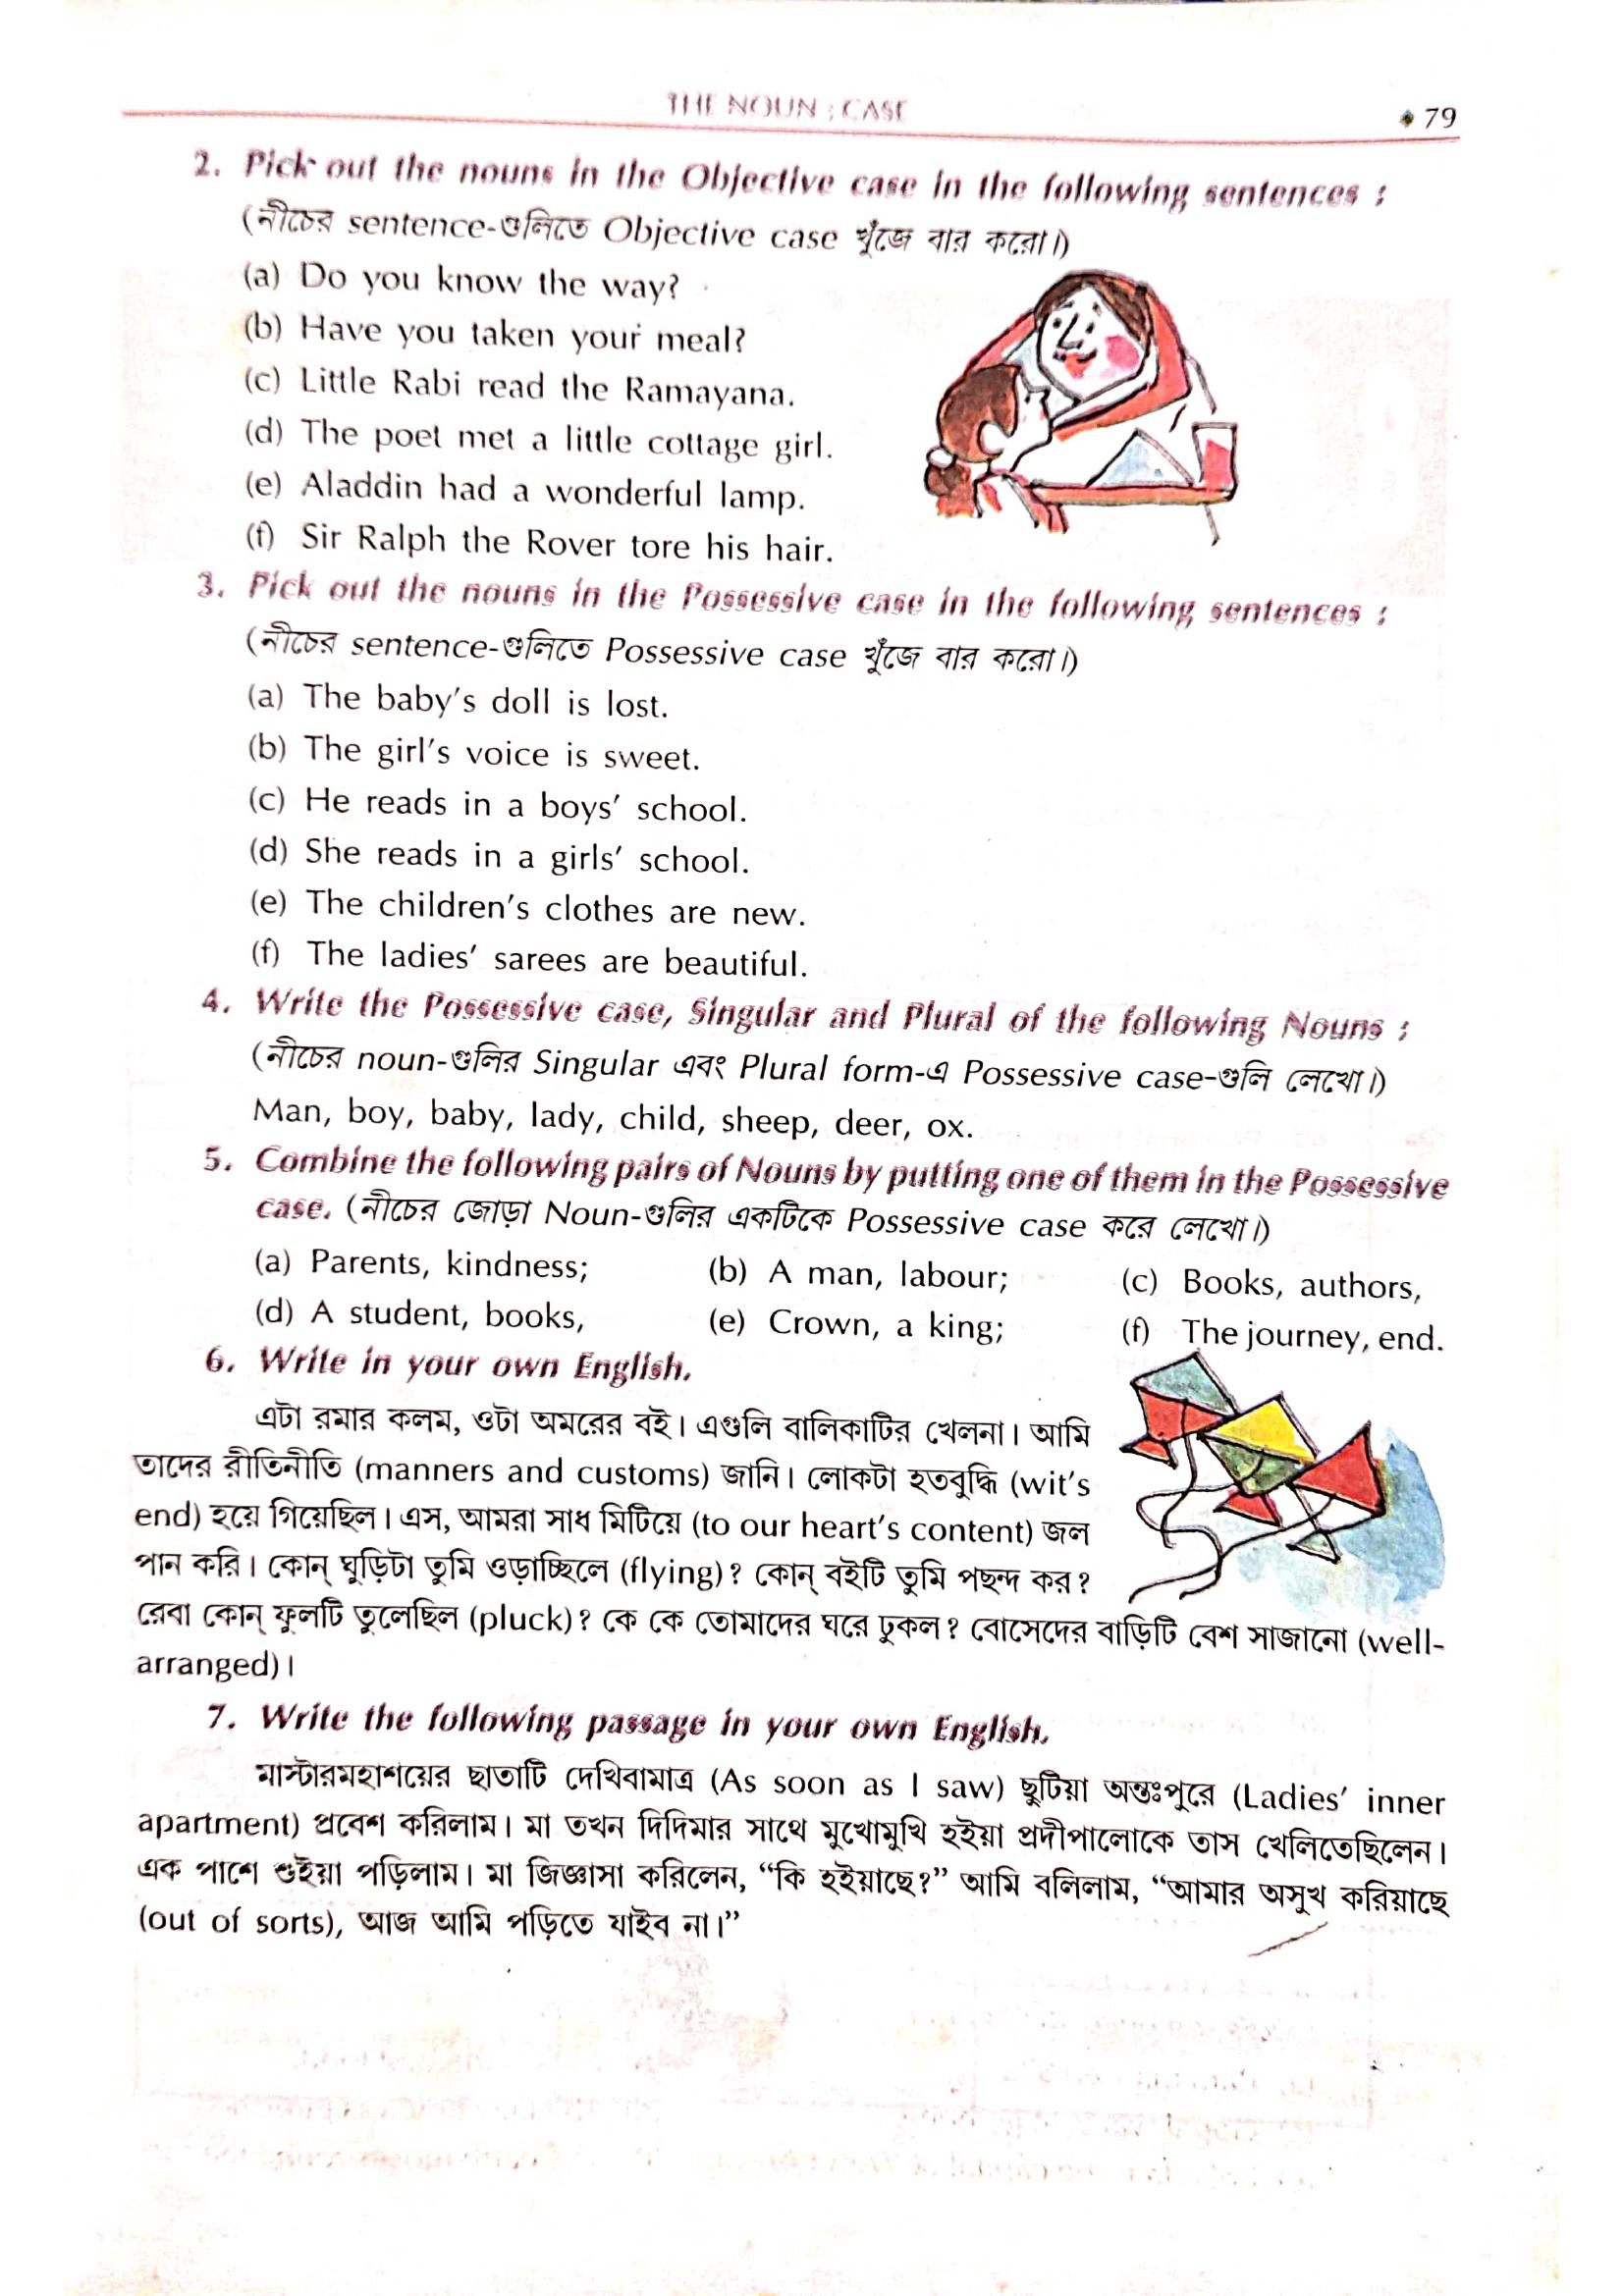 THE NOUN : CASE
79
2. Pick out the nouns in the Objective case in the following sentences :
(নীচের sentence-গুলিতে Objective case খুঁজে বার করো।)
(a) Do you know the way?
(b) Have you taken your meal?
(c) Little Rabi read the Ramayana.
(d) The poet met a little cottage girl.
(e) Aladdin had a wonderful lamp.
(f) Sir Ralph the Rover tore his hair.
3. Pick out the nouns in the Possessive case in the following sentences :
(নীচের sentence-গুলিতে Possessive case খুঁজে বার করো।)
(a) The baby's doll is lost.
(b) The girl's voice is sweet.
(c) He reads in a boys' school.
(d) She reads in a girls' school.
(e) The children's clothes are new.
(f) The ladies' sarees are beautiful.
4. Write the Possessive case, Singular and Plural of the following Nouns :
(নীচের noun-গুলির Singular এবং Plural form-এ Possessive case-গুলি লেখো।)
Man, boy, baby, lady, child, sheep, deer, ox.
5. Combine the following pairs of Nouns by putting one of them in the Possessive
case. (নীচের জোড়া Noun-গুলির একটিকে Possessive case করে লেখো।)
(a) Parents, kindness; (b) A man, labour; (c) Books, authors,
(d) A student, books, (e) Crown, a king; (f) The journey, end.
6. Write in your own English.
এটা রমার কলম, ওটা অমরের বই। এগুলি বালিকাটির খেলনা। আমি
তাদের রীতিনীতি (manners and customs) জানি। লোকটা হতবুদ্ধি (wit's
end) হয়ে গিয়েছিল। এস, আমরা সাধ মিটিয়ে (to our heart's content) জল
পান করি। কোন্ ঘুড়িটা তুমি ওড়াচ্ছিলে (flying)? কোন্ বইটি তুমি পছন্দ কর?
রেবা কোন্ ফুলটি তুলেছিল (pluck)? কে কে তোমাদের ঘরে ঢুকল? বোসেদের বাড়িটি বেশ সাজানো (well-
arranged)।
7. Write the following passage in your own English.
মাস্টারমহাশয়ের ছাতাটি দেখিবামাত্র (As soon as I saw) ছুটিয়া অন্তঃপুরে (Ladies' inner
apartment) প্রবেশ করিলাম। মা তখন দিদিমার সাথে মুখোমুখি হইয়া প্রদীপালোকে তাস খেলিতেছিলেন।
এক পাশে শুইয়া পড়িলাম। মা জিজ্ঞাসা করিলেন, “কি হইয়াছে?” আমি বলিলাম, “আমার অসুখ করিয়াছে
(out of sorts), আজ আমি পড়িতে যাইব না।”